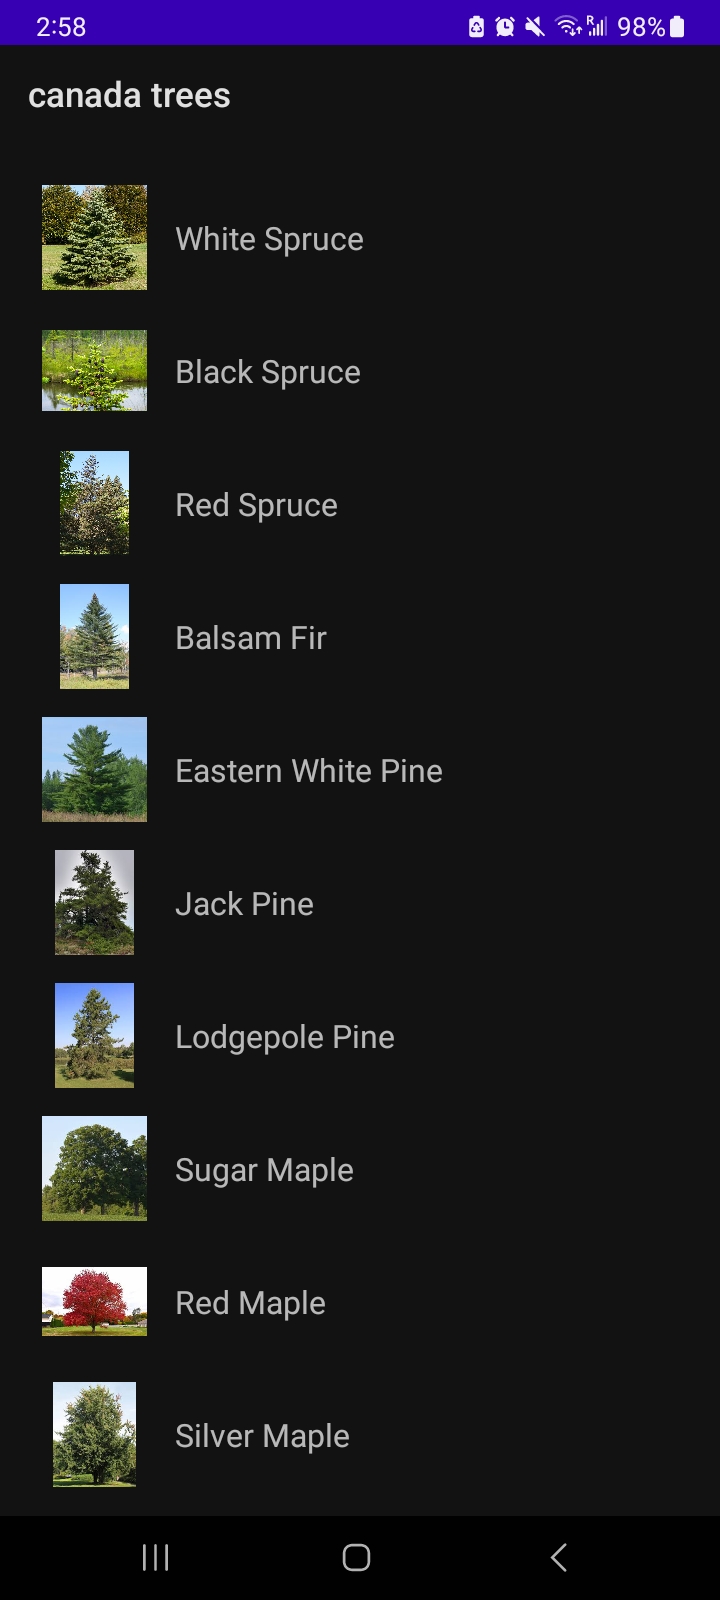 2:58 R 98%
canada trees
White Spruce
Black Spruce
Red Spruce
Balsam Fir
Eastern White Pine
Jack Pine
Lodgepole Pine
Sugar Maple
Red Maple
Silver Maple